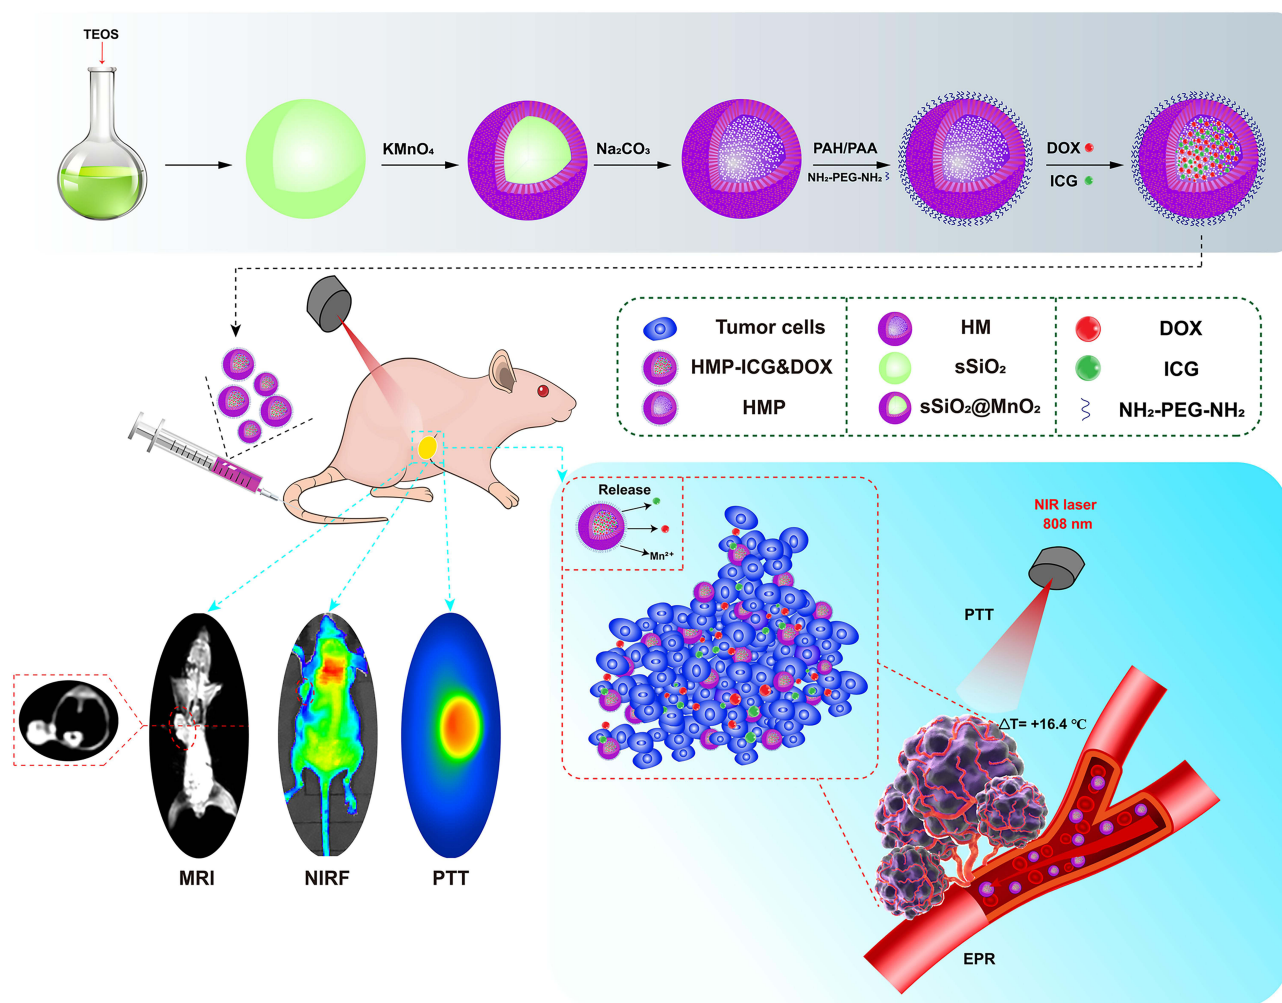 TEOS
KMnO₄
Na₂CO₃
PAH/PAA
NH₂-PEG-NH₂
DOX
ICG
Tumor cells
HMP-ICG&DOX
HMP
HM
sSiO₂
sSiO₂@MnO₂
DOX
ICG
NH₂-PEG-NH₂
Release
Mn²⁺
NIR laser
808 nm
PTT
△T= +16.4 ℃
EPR
MRI
NIRF
PTT